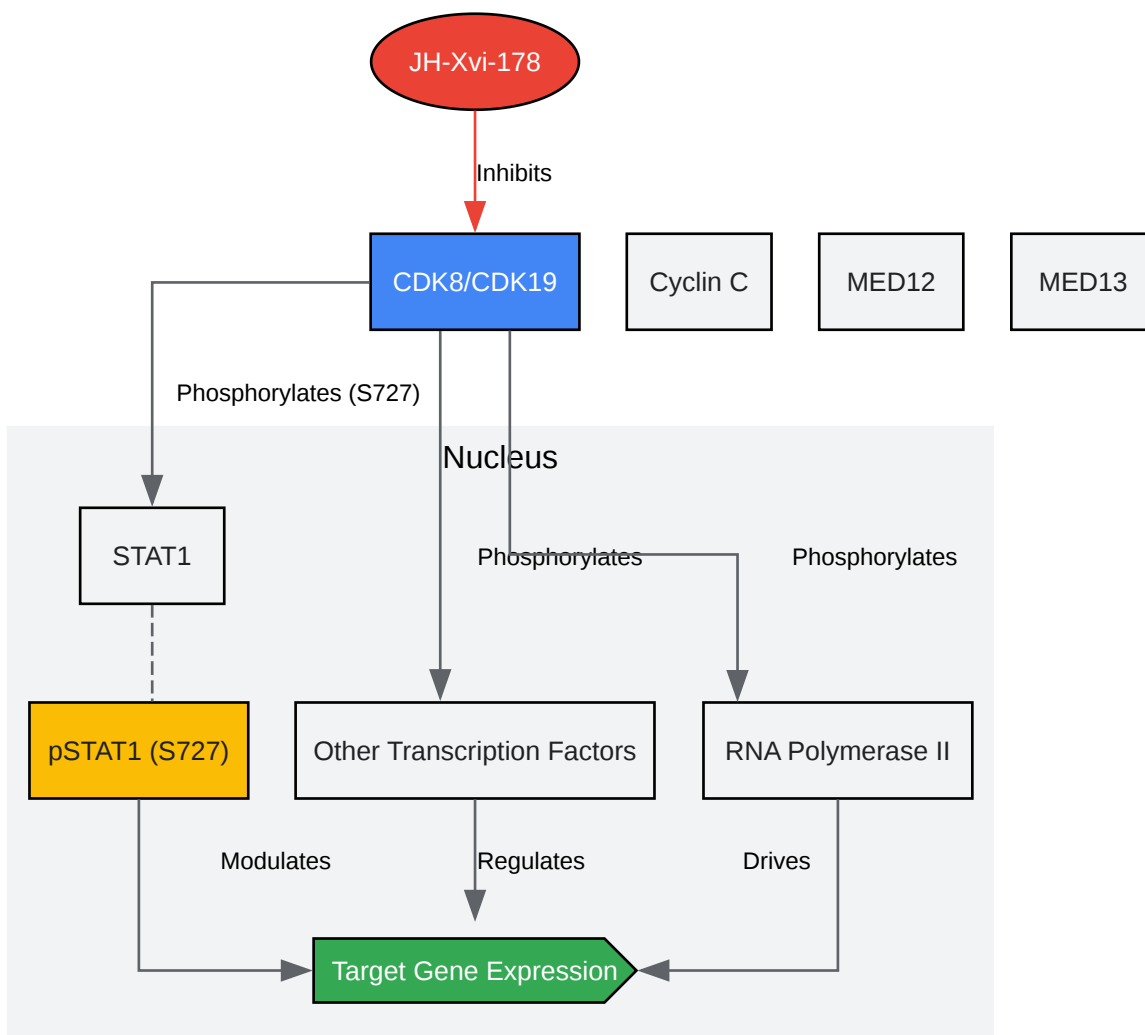 JH-Xvi-178
Inhibits
CDK8/CDK19
Cyclin C
MED12
MED13
Phosphorylates (S727)
Nucleus
STAT1
Phosphorylates
Phosphorylates
pSTAT1 (S727)
Other Transcription Factors
RNA Polymerase II
Modulates
Regulates
Drives
Target Gene Expression